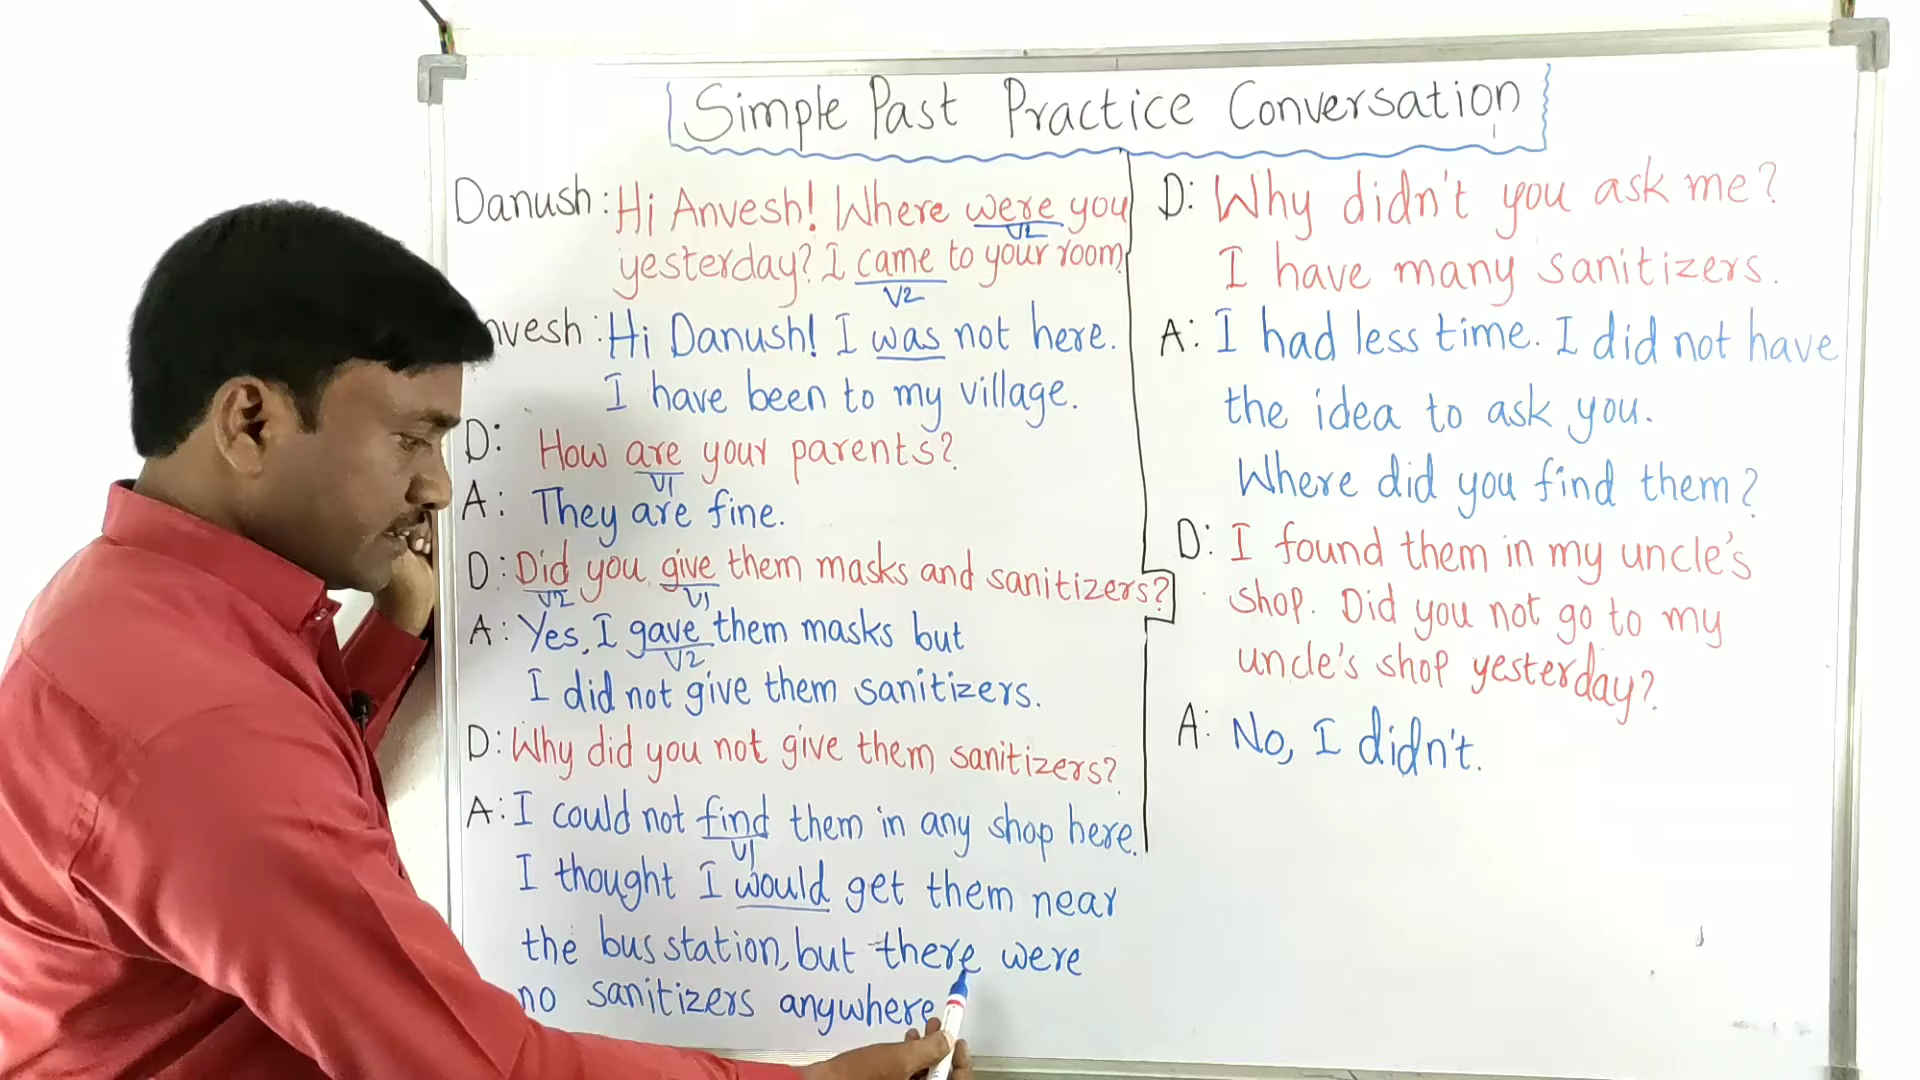 Simple Past Practice Conversation
Danush: Hi Anvesh! Where were you
V2
yesterday? I came to your room
V2
nvesh: Hi Danush! I was not here.
I have been to my village.
D: How are your parents?
V1
A: They are fine.
D: Did you give them masks and sanitizers?
V2 V1
A: Yes, I gave them masks but
V2
I did not give them sanitizers.
D: Why did you not give them sanitizers?
A: I could not find them in any shop here.
V1
I thought I would get them near
the bus station, but there were
no sanitizers anywhere
D: Why didn't you ask me?
I have many sanitizers.
A: I had less time. I did not have
the idea to ask you.
Where did you find them?
D: I found them in my uncle's
shop. Did you not go to my
uncle's shop yesterday?
A: No, I didn't.